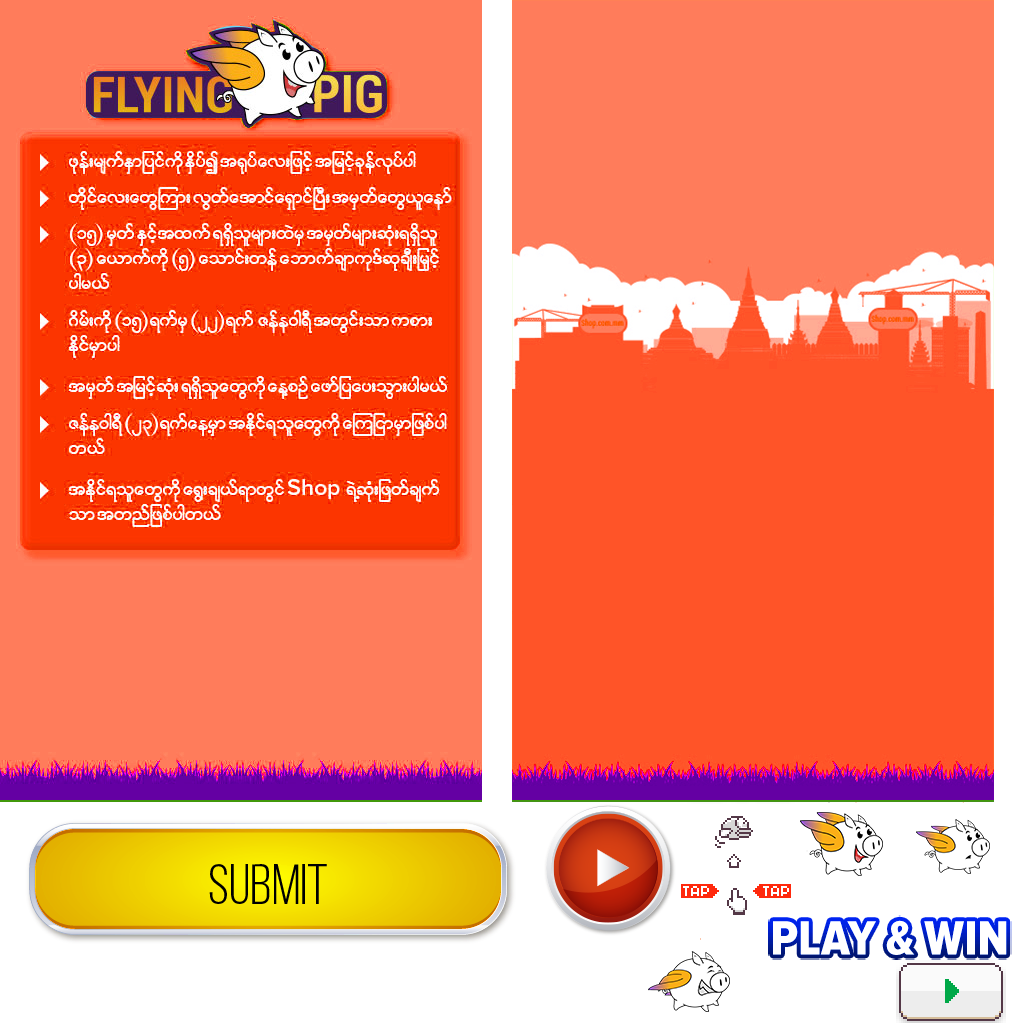 FLYING PIG
ဖုန်းမျက်နှာပြင်ကို နှိပ်၍ အရုပ်လေးဖြင့် အမြင့်ခုန်လုပ်ပါ
တိုင်လေးတွေကြား လွတ်အောင်ရှောင်ပြီး အမှတ်တွေယူနော်
(၁၅) မှတ် နှင့်အထက် ရရှိသူများထဲမှ အမှတ်များဆုံးရရှိသူ
(၃) ယောက်ကို (၅) သောင်းတန် ဘောက်ချာကုဒ်ဆုချီးမြှင့်
ပါမယ်
ဂိမ်းကို (၁၅)ရက်မှ (၂၂)ရက် ဇန်နဝါရီအတွင်းသာ ကစား
နိုင်မှာပါ
အမှတ် အမြင့်ဆုံး ရရှိသူတွေကို နေ့စဉ် ဖော်ပြပေးသွားပါမယ်
ဇန်နဝါရီ (၂၃)ရက်နေ့မှာ အနိုင်ရသူတွေကို ကြေငြာမှာဖြစ်ပါ
တယ်
အနိုင်ရသူတွေကို ရွေးချယ်ရာတွင် Shop ရဲ့ဆုံးဖြတ်ချက်
သာ အတည်ဖြစ်ပါတယ်
Shop.com.mm
Shop.com.mm
SUBMIT
TAP TAP
PLAY & WIN